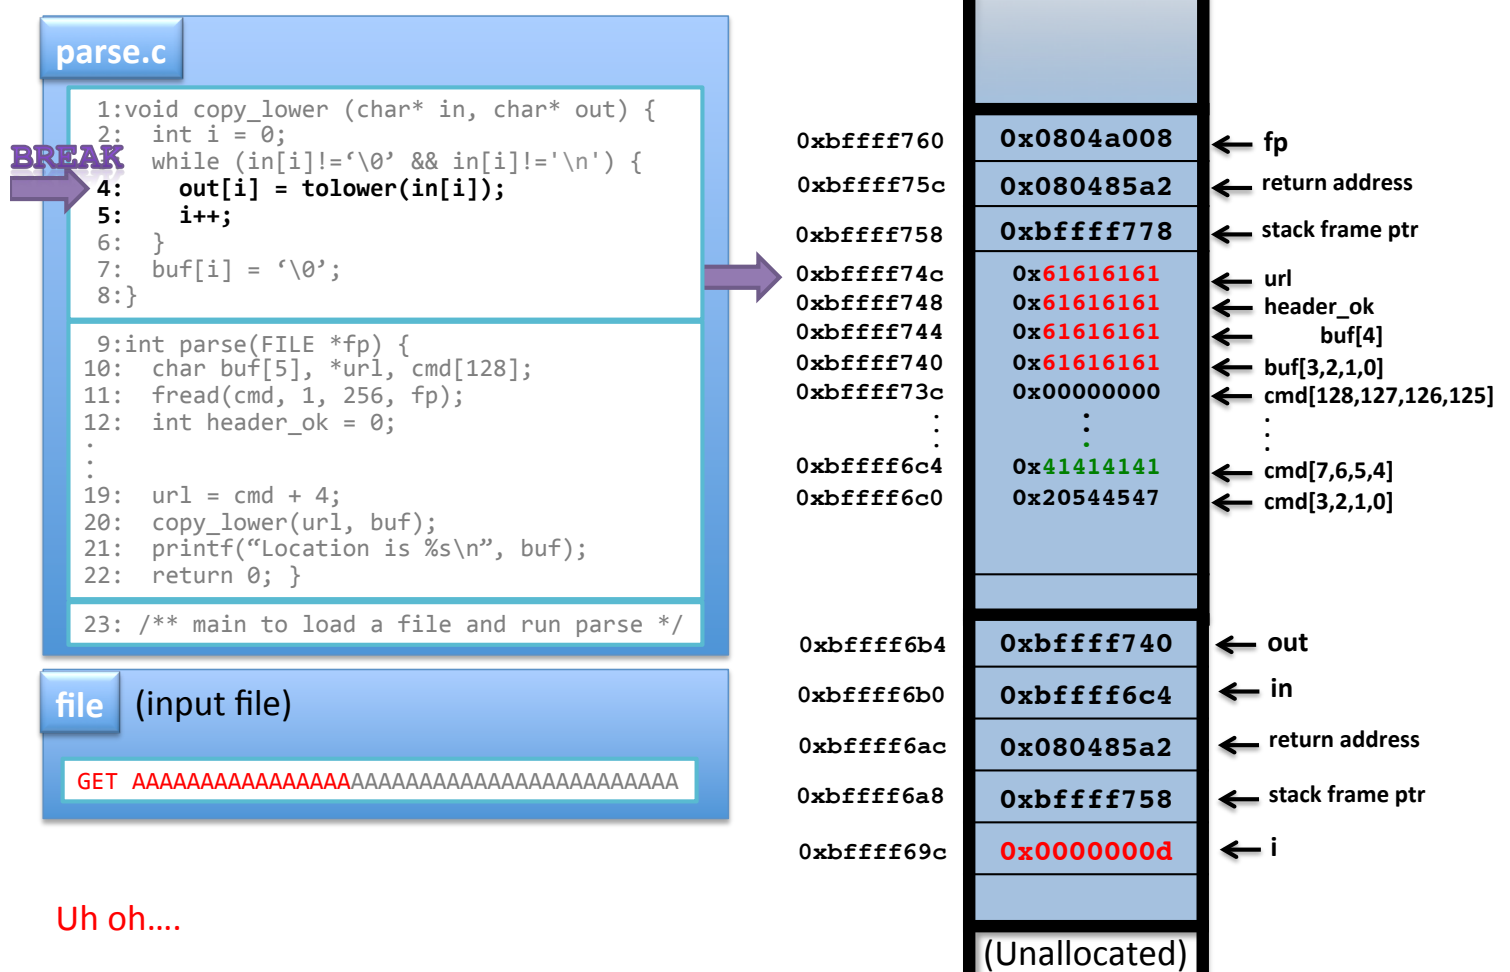 parse.c
1:void copy_lower (char* in, char* out) {
2:  int i = 0;
BREAK
while (in[i]!=‘\0’ && in[i]!='\n') {
4:    out[i] = tolower(in[i]);
5:    i++;
6:  }
7:  buf[i] = ‘\0’;
8:}
9:int parse(FILE *fp) {
10:  char buf[5], *url, cmd[128];
11:  fread(cmd, 1, 256, fp);
12:  int header_ok = 0;
.
.
.
19:  url = cmd + 4;
20:  copy_lower(url, buf);
21:  printf(“Location is %s\n”, buf);
22:  return 0; }
23: /** main to load a file and run parse */
file (input file)
GET AAAAAAAAAAAAAAAAAAAAAAAAAAAAAAAAAAAAAAAA
Uh oh....
0xbffff760 0x0804a008 fp
0xbffff75c 0x080485a2 return address
0xbffff758 0xbffff778 stack frame ptr
0xbffff74c 0x61616161 url
0xbffff748 0x61616161 header_ok
0xbffff744 0x61616161 buf[4]
0xbffff740 0x61616161 buf[3,2,1,0]
0xbffff73c 0x00000000 cmd[128,127,126,125]
. . .
. . .
. . .
0xbffff6c4 0x41414141 cmd[7,6,5,4]
0xbffff6c0 0x20544547 cmd[3,2,1,0]
0xbffff6b4 0xbffff740 out
0xbffff6b0 0xbffff6c4 in
0xbffff6ac 0x080485a2 return address
0xbffff6a8 0xbffff758 stack frame ptr
0xbffff69c 0x0000000d i
(Unallocated)